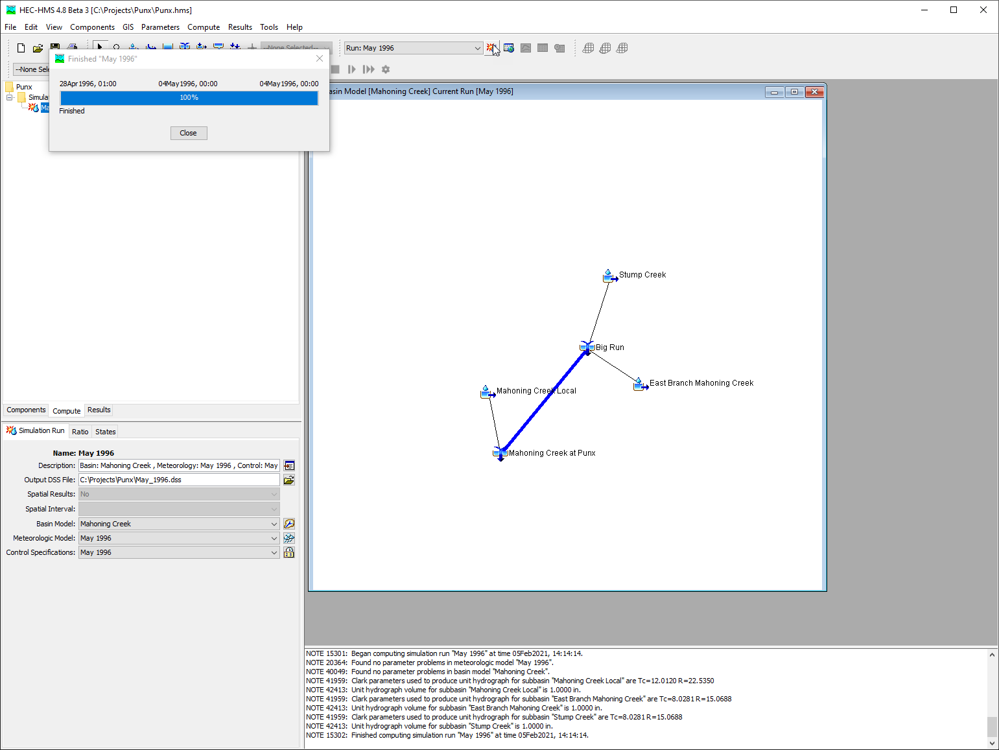 HEC-HMS 4.8 Beta 3 [C:\Projects\Punx\Punx.hms]
File Edit View Components GIS Parameters Compute Results Tools Help
--None Selected-- Run: May 1996
--None Sele
Finished "May 1996"
28Apr1996, 01:00 04May1996, 00:00 04May1996, 00:00
100%
Finished
Close
Punx
Simula
Ma
asin Model [Mahoning Creek] Current Run [May 1996]
Stump Creek
Big Run
East Branch Mahoning Creek
Mahoning Creek Local
Mahoning Creek at Punx
Components Compute Results
Simulation Run Ratio States
Name: May 1996
Description: Basin: Mahoning Creek , Meteorology: May 1996 , Control: May
Output DSS File: C:\Projects\Punx\May_1996.dss
Spatial Results: No
Spatial Interval:
Basin Model: Mahoning Creek
Meteorologic Model: May 1996
Control Specifications: May 1996
NOTE 15301: Began computing simulation run "May 1996" at time 05Feb2021, 14:14:14.
NOTE 20364: Found no parameter problems in meteorologic model "May 1996".
NOTE 40049: Found no parameter problems in basin model "Mahoning Creek".
NOTE 41959: Clark parameters used to produce unit hydrograph for subbasin "Mahoning Creek Local" are Tc=12.0120 R=22.5350
NOTE 42413: Unit hydrograph volume for subbasin "Mahoning Creek Local" is 1.0000 in.
NOTE 41959: Clark parameters used to produce unit hydrograph for subbasin "East Branch Mahoning Creek" are Tc=8.0281 R=15.0688
NOTE 42413: Unit hydrograph volume for subbasin "East Branch Mahoning Creek" is 1.0000 in.
NOTE 41959: Clark parameters used to produce unit hydrograph for subbasin "Stump Creek" are Tc=8.0281 R=15.0688
NOTE 42413: Unit hydrograph volume for subbasin "Stump Creek" is 1.0000 in.
NOTE 15302: Finished computing simulation run "May 1996" at time 05Feb2021, 14:14:14.